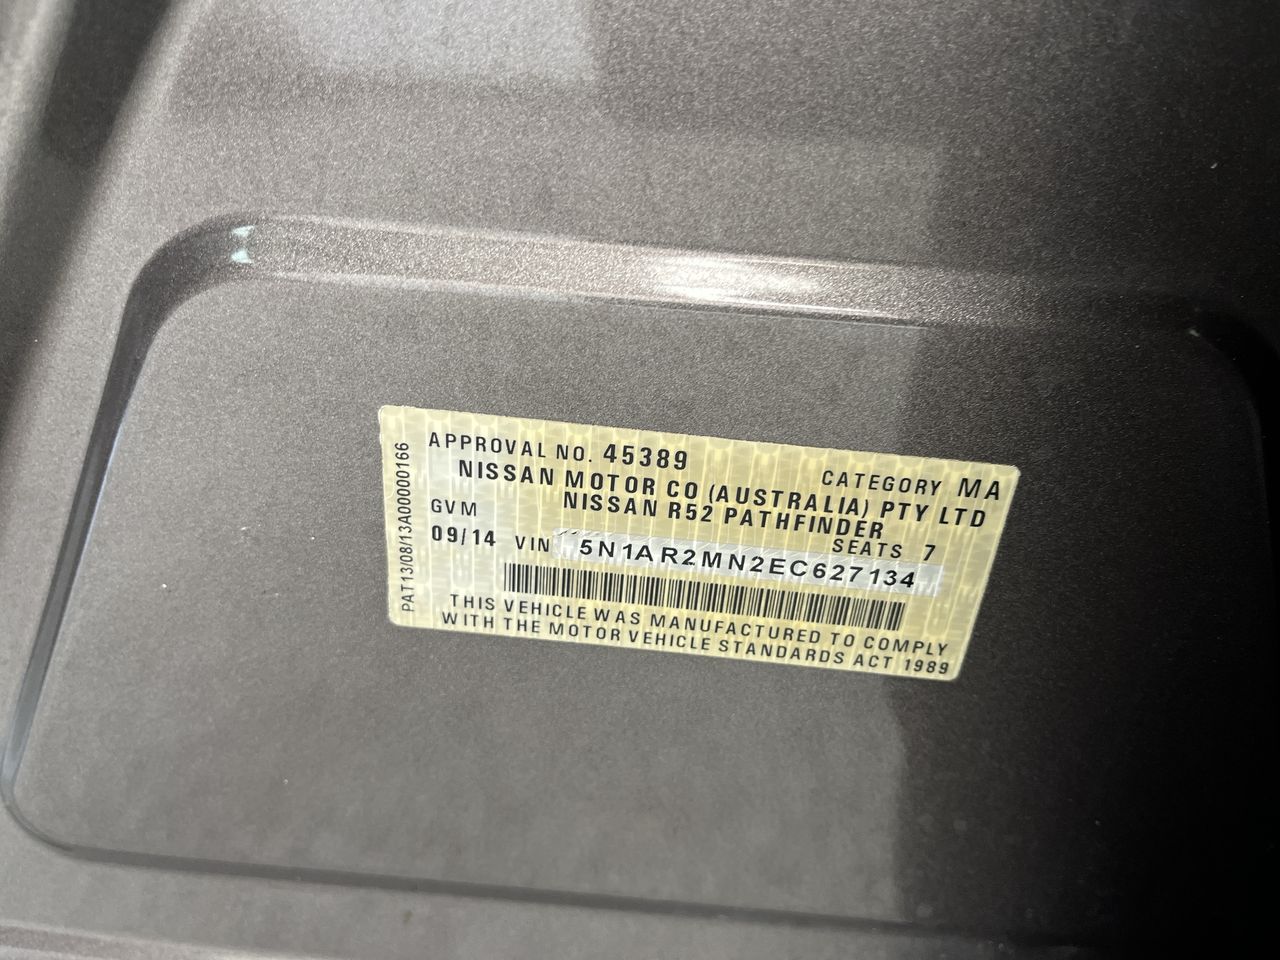 APPROVAL NO. 45389 CATEGORY MA
NISSAN MOTOR CO (AUSTRALIA) PTY LTD
NISSAN R52 PATHFINDER
GVM SEATS 7
09/14 VIN 5N1AR2MN2EC627134
THIS VEHICLE WAS MANUFACTURED TO COMPLY
WITH THE MOTOR VEHICLE STANDARDS ACT 1989
PAT13/08/13A00000166